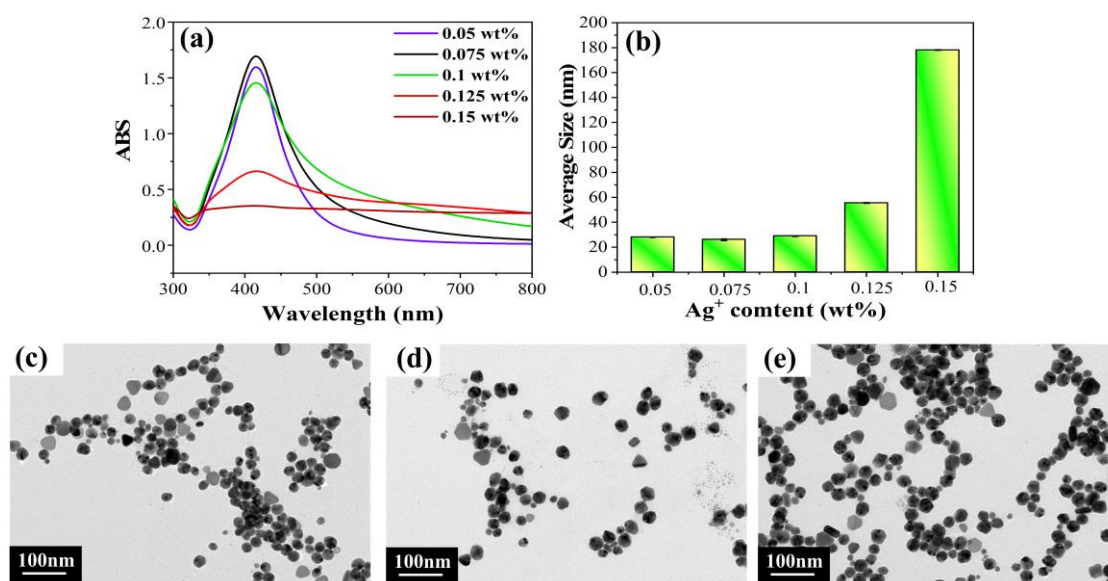 (a)
0.05 wt%
0.075 wt%
0.1 wt%
0.125 wt%
0.15 wt%
2.0
1.5
1.0
0.5
0.0
ABS
300 400 500 600 700 800
Wavelength (nm)
(b)
200
180
160
140
120
100
80
60
40
20
0
Average Size (nm)
0.05 0.075 0.1 0.125 0.15
Ag⁺ comtent (wt%)
(c)
100nm
(d)
100nm
(e)
100nm